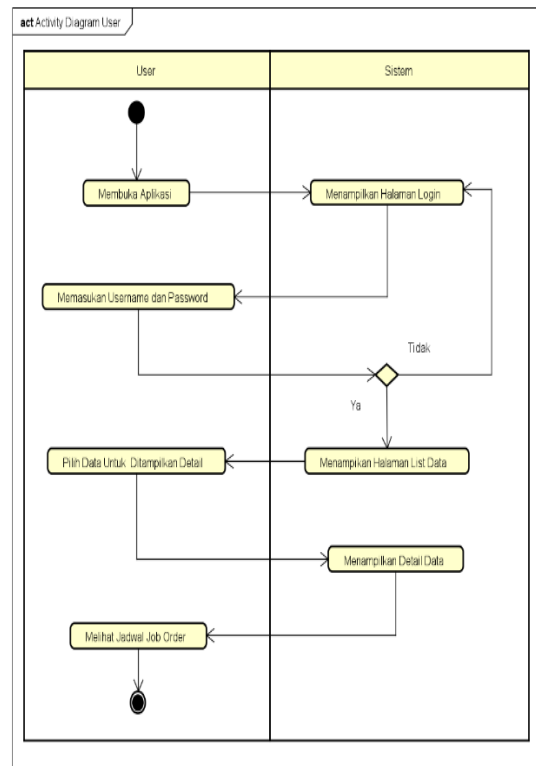 act Activity Diagram User
User
Sistem
Membuka Aplikasi
Menampilkan Halaman Login
Memasukan Username dan Password
Tidak
Ya
Pilih Data Untuk Ditampilkan Detail
Menampikan Halaman List Data
Menampilkan Detail Data
Melihat Jadwal Job Order